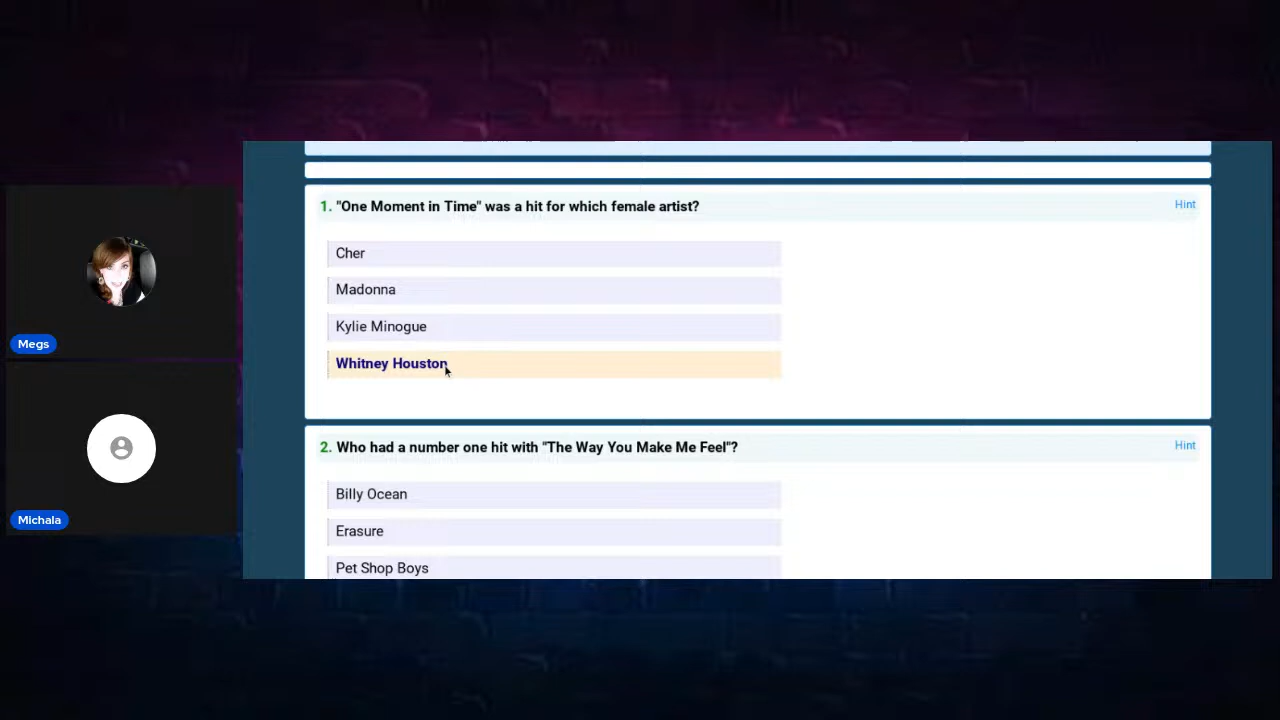 Megs
Michala
1. "One Moment in Time" was a hit for which female artist?
Hint
Cher
Madonna
Kylie Minogue
Whitney Houston
2. Who had a number one hit with "The Way You Make Me Feel"?
Hint
Billy Ocean
Erasure
Pet Shop Boys